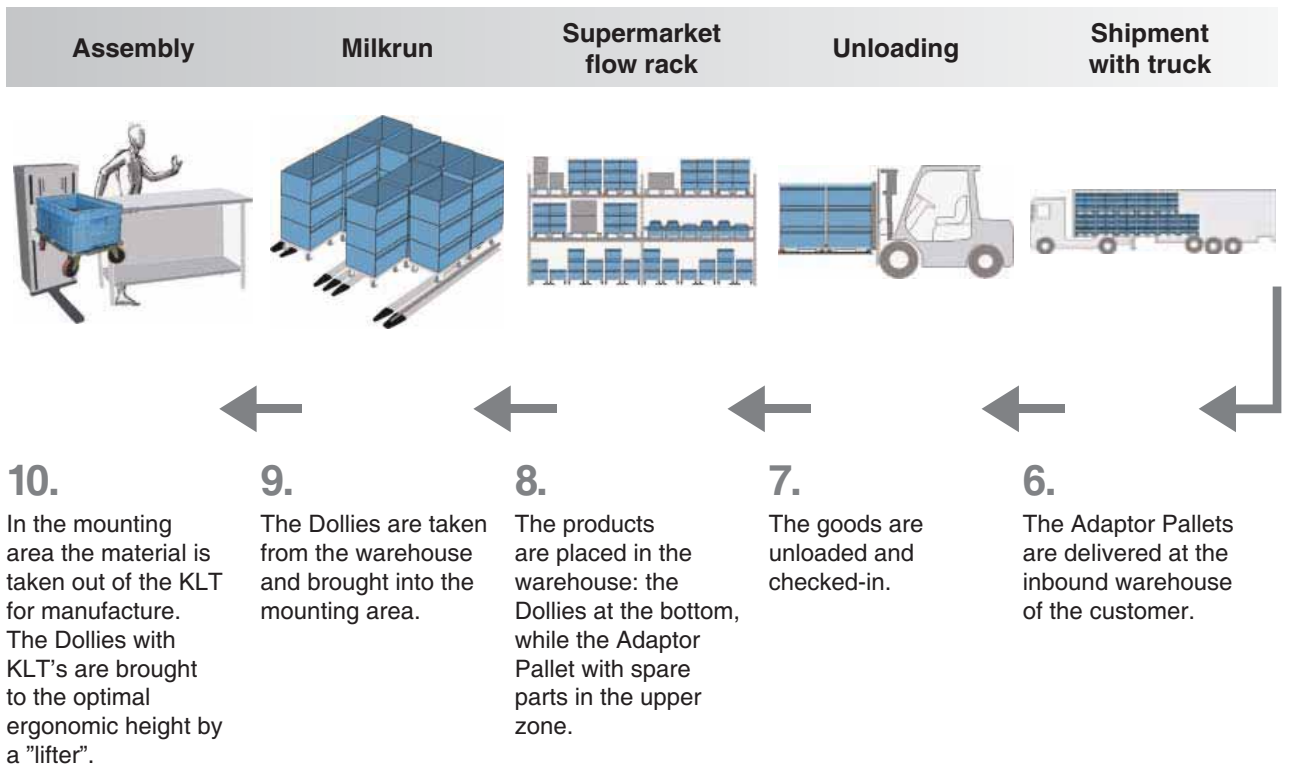 Assembly
Milkrun
Supermarket
flow rack
Unloading
Shipment
with truck
10.
In the mounting
area the material is
taken out of the KLT
for manufacture.
The Dollies with
KLT's are brought
to the optimal
ergonomic height by
a ”lifter”.
9.
The Dollies are taken
from the warehouse
and brought into the
mounting area.
8.
The products
are placed in the
warehouse: the
Dollies at the bottom,
while the Adaptor
Pallet with spare
parts in the upper
zone.
7.
The goods are
unloaded and
checked-in.
6.
The Adaptor Pallets
are delivered at the
inbound warehouse
of the customer.